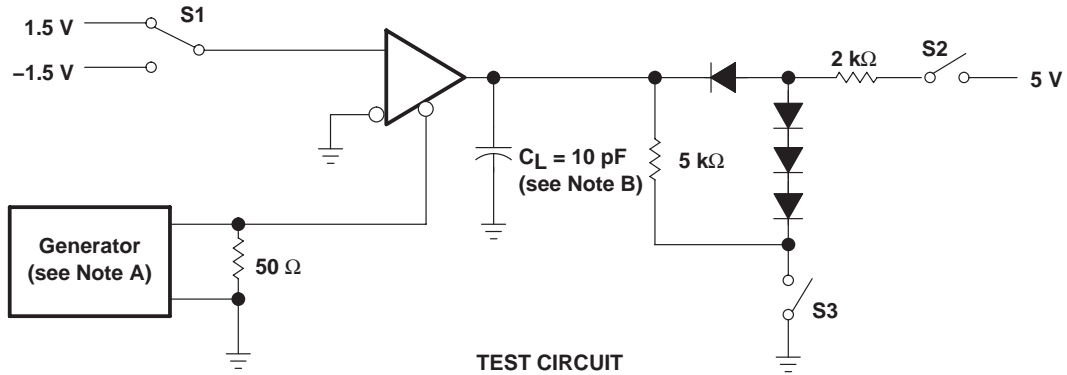 S1
1.5 V
−1.5 V
S2
2 kΩ
5 V
CL = 10 pF
(see Note B)
5 kΩ
Generator
(see Note A)
50 Ω
S3
TEST CIRCUIT